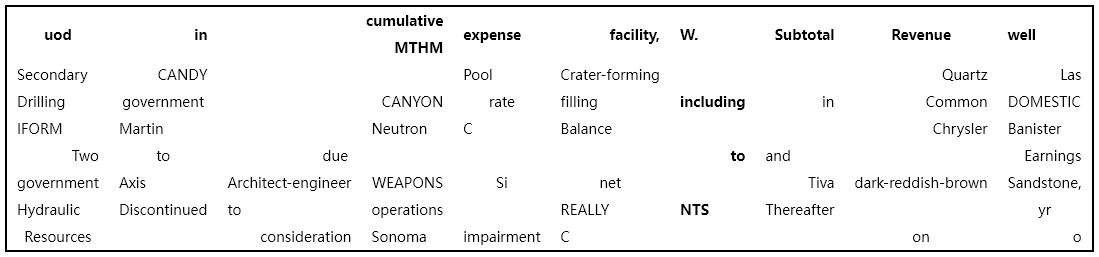 uod in cumulative MTHM expense facility, W. Subtotal Revenue well
Secondary CANDY Pool Crater-forming Quartz Las
Drilling government CANYON rate filling including in Common DOMESTIC
IFORM Martin Neutron C Balance Chrysler Banister
Two to due to and Earnings
government Axis Architect-engineer WEAPONS Si net Tiva dark-reddish-brown Sandstone,
Hydraulic Discontinued to operations REALLY NTS Thereafter yr
Resources consideration Sonoma impairment C on o